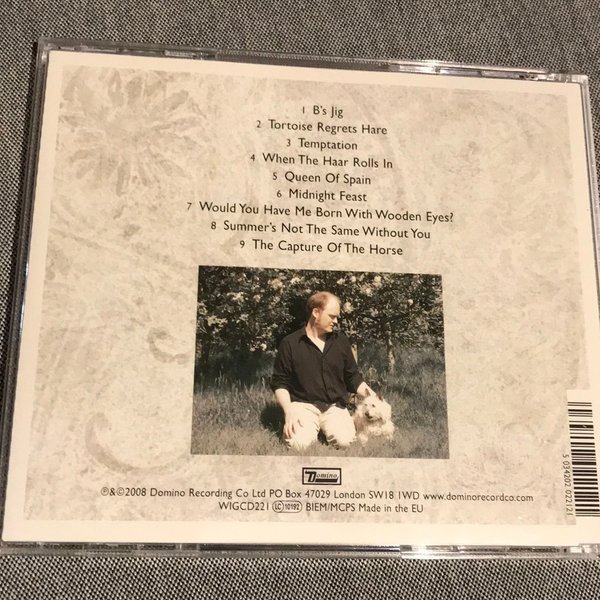 1 B's Jig
2 Tortoise Regrets Hare
3 Temptation
4 When The Haar Rolls In
5 Queen Of Spain
6 Midnight Feast
7 Would You Have Me Born With Wooden Eyes?
8 Summer's Not The Same Without You
9 The Capture Of The Horse
Domino
℗&©2008 Domino Recording Co Ltd PO Box 47029 London SW18 1WD www.dominorecordco.com
WIGCD221 LC 10192 BIEM/MCPS Made in the EU
5 034202 022121